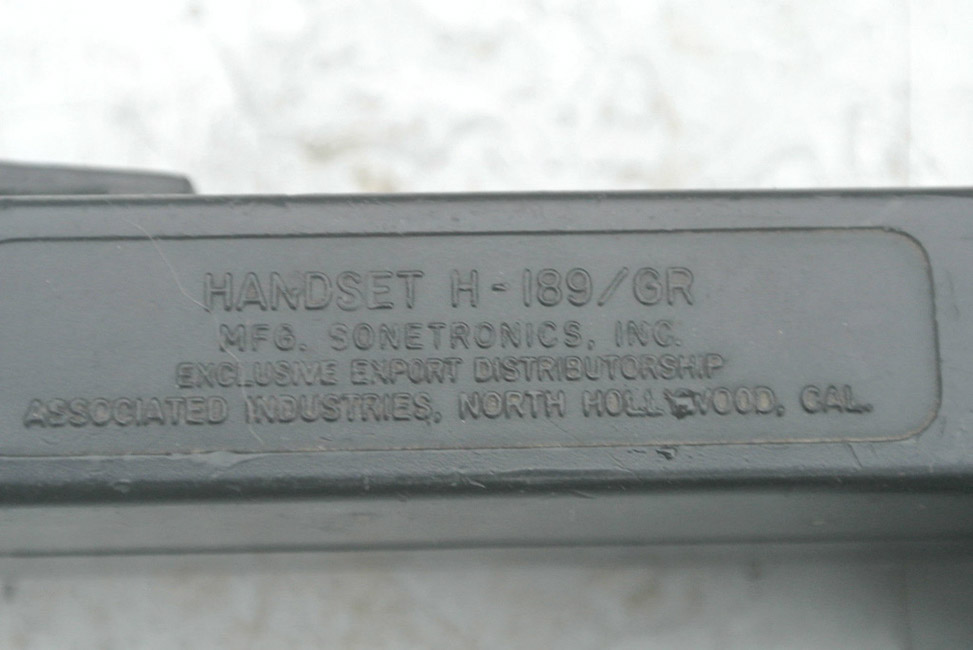 HANDSET H-189/GR
MFG. SONETRONICS, INC.
EXCLUSIVE EXPORT DISTRIBUTORSHIP
ASSOCIATED INDUSTRIES, NORTH HOLLYWOOD, CAL.